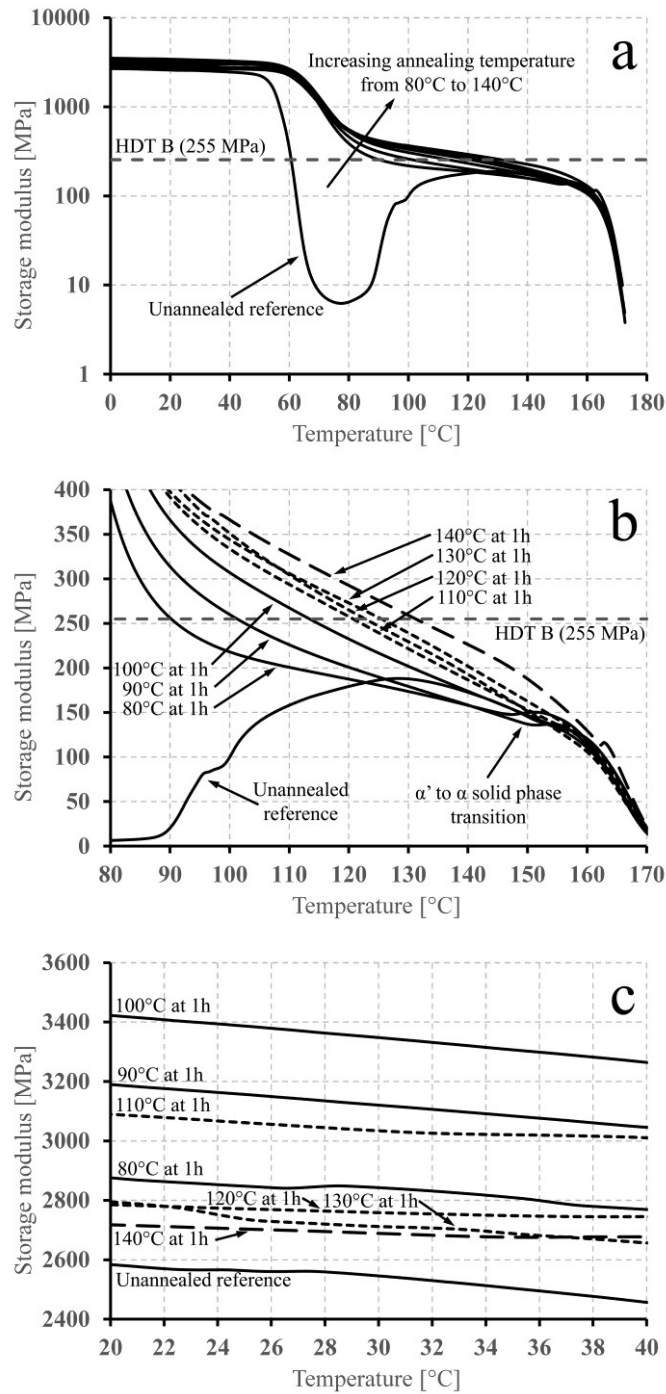 a
10000
1000
100
10
1
Storage modulus [MPa]
Increasing annealing temperature
from 80°C to 140°C
HDT B (255 MPa)
Unannealed reference
0 20 40 60 80 100 120 140 160 180
Temperature [°C]
b
400
350
300
250
200
150
100
50
0
Storage modulus [MPa]
140°C at 1h
130°C at 1h
120°C at 1h
110°C at 1h
HDT B (255 MPa)
100°C at 1h
90°C at 1h
80°C at 1h
Unannealed
reference
α’ to α solid phase
transition
80 90 100 110 120 130 140 150 160 170
Temperature [°C]
c
3600
3400
3200
3000
2800
2600
2400
Storage modulus [MPa]
100°C at 1h
90°C at 1h
110°C at 1h
80°C at 1h
120°C at 1h 130°C at 1h
140°C at 1h
Unannealed reference
20 22 24 26 28 30 32 34 36 38 40
Temperature [°C]